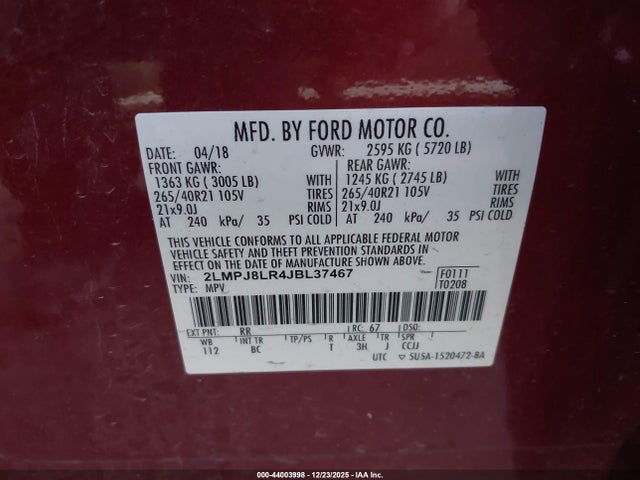 MFD. BY FORD MOTOR CO.
DATE: 04/18 GVWR: 2595 KG ( 5720 LB)
FRONT GAWR: REAR GAWR:
1363 KG ( 3005 LB) WITH 1245 KG ( 2745 LB) WITH
265/40R21 105V TIRES 265/40R21 105V TIRES
21x9.0J RIMS 21x9.0J RIMS
AT 240 kPa/ 35 PSI COLD AT 240 kPa/ 35 PSI COLD
THIS VEHICLE CONFORMS TO ALL APPLICABLE FEDERAL MOTOR
VEHICLE SAFETY AND THEFT PREVENTION STANDARDS IN
EFFECT ON THE DATE OF MANUFACTURE SHOWN ABOVE.
VIN: 2LMPJ8LR4JBL37467 F0111
TYPE: MPV T0208
EXT PNT: RR RC: 67 DSO:
WB INT TR TP/PS R AXLE TR SPR
112 BC T 3H J CCJJ
UTC SU5A-1520472-BA
000-44003998 - 12/23/2025 - IAA Inc.